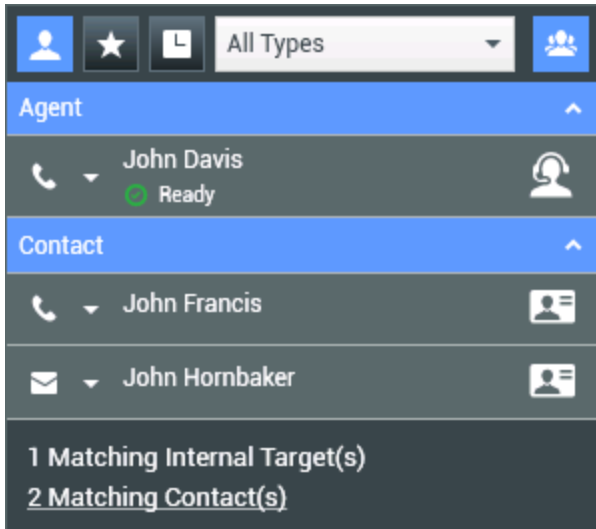 All Types
Agent
John Davis
Ready
Contact
John Francis
John Hornbaker
1 Matching Internal Target(s)
2 Matching Contact(s)